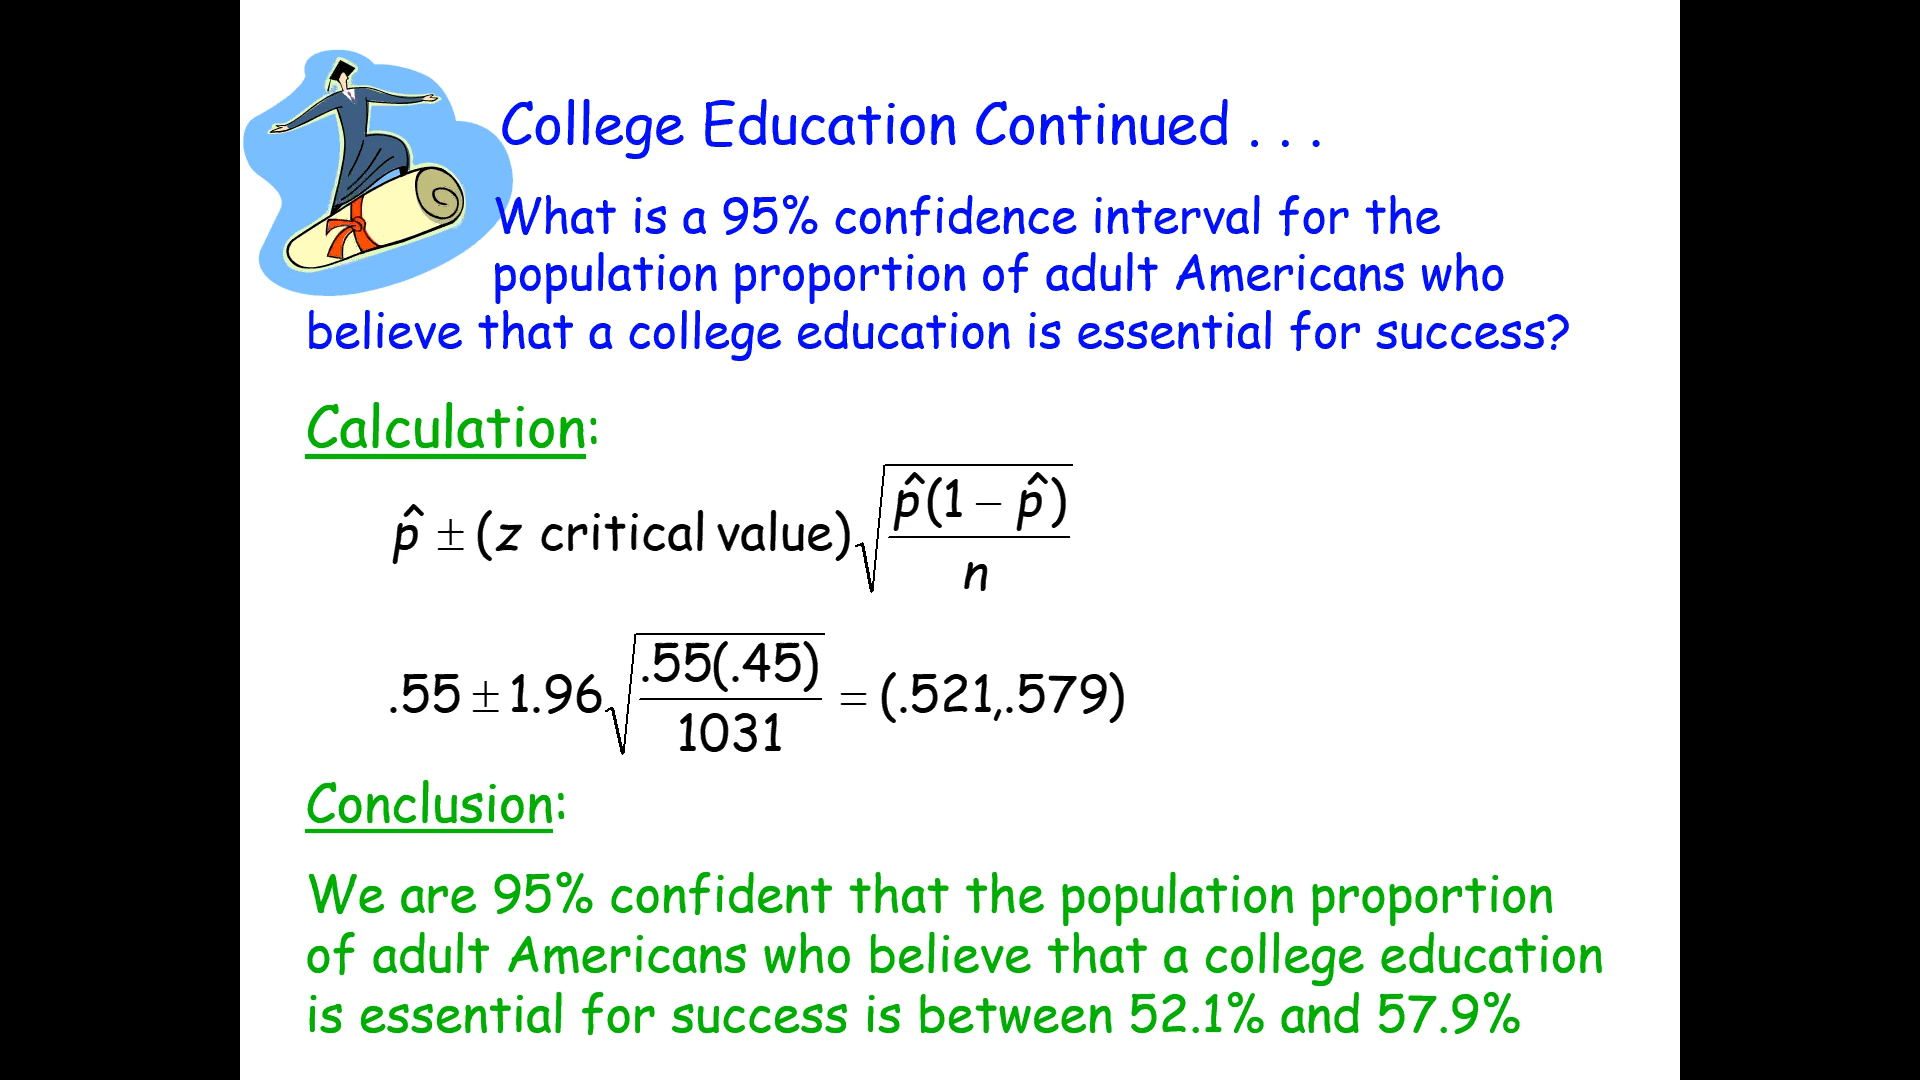 College Education Continued . . .
What is a 95% confidence interval for the
population proportion of adult Americans who
believe that a college education is essential for success?
Calculation:
p̂ ± (z critical value)√(p̂(1 − p̂)/n)
.55 ± 1.96√(.55(.45)/1031) = (.521,.579)
Conclusion:
We are 95% confident that the population proportion
of adult Americans who believe that a college education
is essential for success is between 52.1% and 57.9%